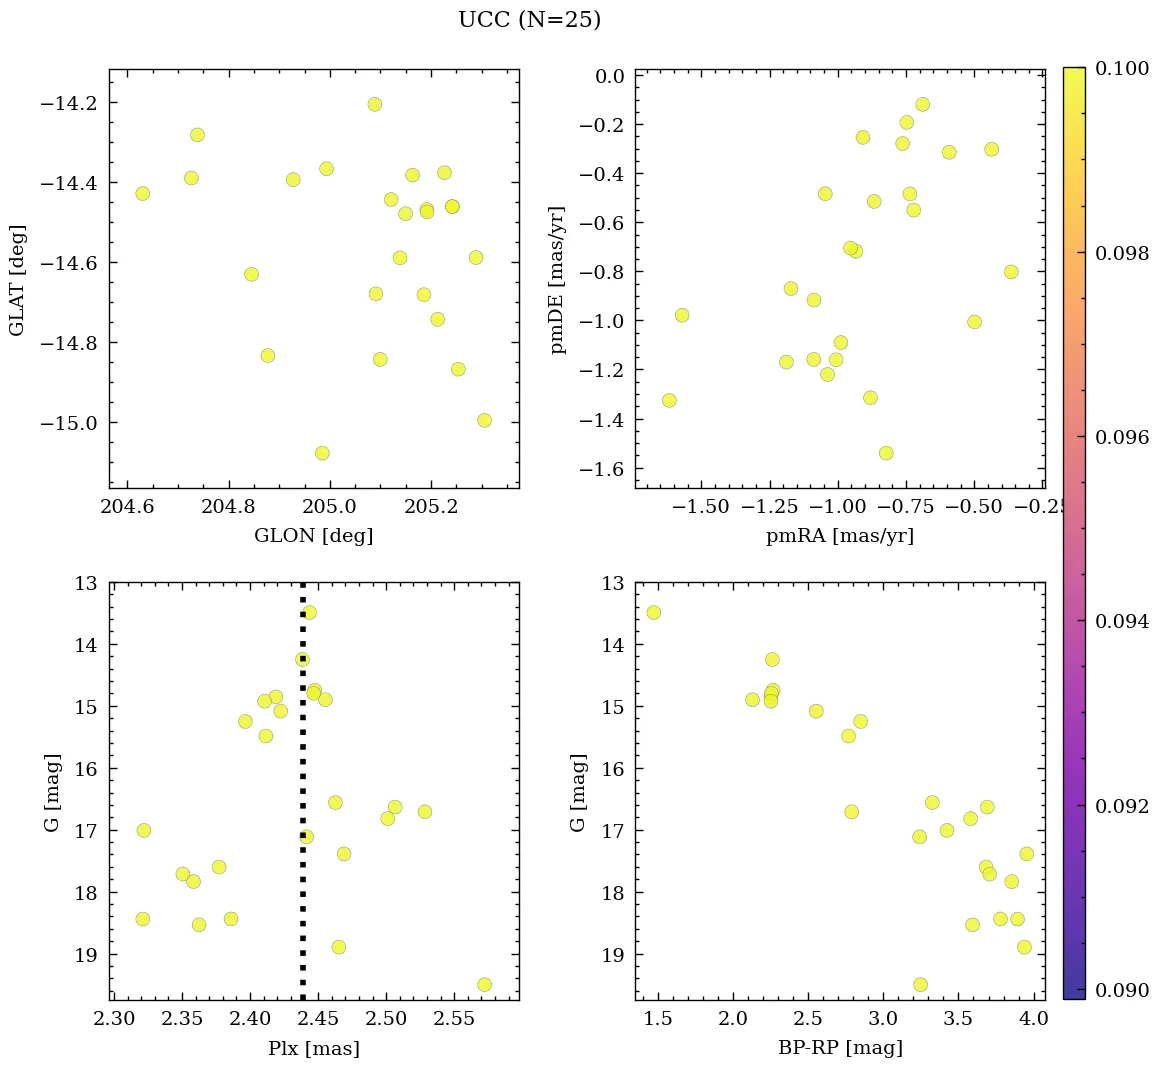 UCC (N=25)
−14.2
−14.4
−14.6
−14.8
−15.0
GLAT [deg]
204.6 204.8 205.0 205.2
GLON [deg]
0.0
−0.2
−0.4
−0.6
−0.8
−1.0
−1.2
−1.4
−1.6
pmDE [mas/yr]
−1.50 −1.25 −1.00 −0.75 −0.50 −0.25
pmRA [mas/yr]
13
14
15
16
17
18
19
G [mag]
2.30 2.35 2.40 2.45 2.50 2.55
Plx [mas]
13
14
15
16
17
18
19
G [mag]
1.5 2.0 2.5 3.0 3.5 4.0
BP-RP [mag]
0.100
0.098
0.096
0.094
0.092
0.090